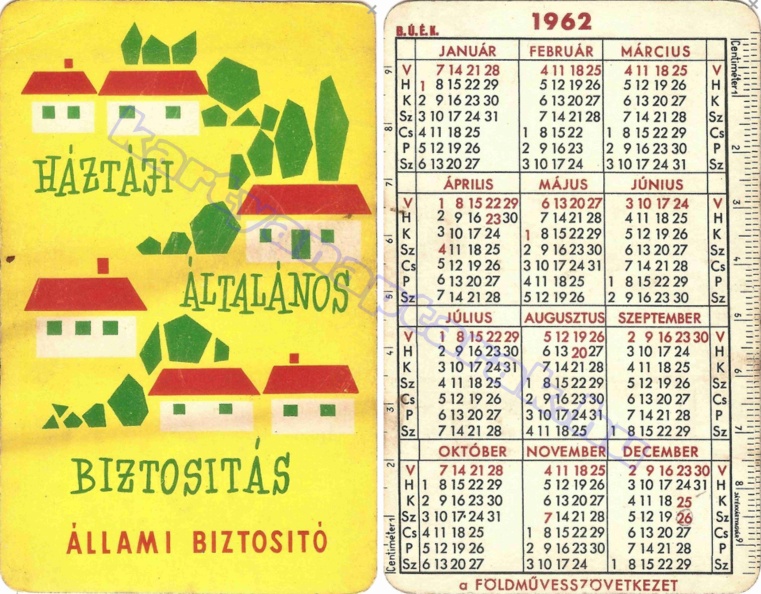 HÁZTÁJI
ÁLTALÁNOS
BIZTOSITÁS
ÁLLAMI BIZTOSITÓ
B.Ú.É.K. 1962
JANUÁR FEBRUÁR MÁRCIUS
V 7 14 21 28 4 11 18 25 4 11 18 25 V
H 1 8 15 22 29 5 12 19 26 5 12 19 26 H
K 2 9 16 23 30 6 13 20 27 6 13 20 27 K
Sz 3 10 17 24 31 7 14 21 28 7 14 21 28 Sz
Cs 4 11 18 25 1 8 15 22 1 8 15 22 29 Cs
P 5 12 19 26 2 9 16 23 2 9 16 23 30 P
Sz 6 13 20 27 3 10 17 24 3 10 17 24 31 Sz
ÁPRILIS MÁJUS JÚNIUS
V 1 8 15 22 29 6 13 20 27 3 10 17 24 V
H 2 9 16 23 30 7 14 21 28 4 11 18 25 H
K 3 10 17 24 1 8 15 22 29 5 12 19 26 K
Sz 4 11 18 25 2 9 16 23 30 6 13 20 27 Sz
Cs 5 12 19 26 3 10 17 24 31 7 14 21 28 Cs
P 6 13 20 27 4 11 18 25 1 8 15 22 29 P
Sz 7 14 21 28 5 12 19 26 2 9 16 23 30 Sz
JÚLIUS AUGUSZTUS SZEPTEMBER
V 1 8 15 22 29 5 12 19 26 2 9 16 23 30 V
H 2 9 16 23 30 6 13 20 27 3 10 17 24 H
K 3 10 17 24 31 7 14 21 28 4 11 18 25 K
Sz 4 11 18 25 1 8 15 22 29 5 12 19 26 Sz
Cs 5 12 19 26 2 9 16 23 30 6 13 20 27 Cs
P 6 13 20 27 3 10 17 24 31 7 14 21 28 P
Sz 7 14 21 28 4 11 18 25 1 8 15 22 29 Sz
OKTÓBER NOVEMBER DECEMBER
V 7 14 21 28 4 11 18 25 2 9 16 23 30 V
H 1 8 15 22 29 5 12 19 26 3 10 17 24 31 H
K 2 9 16 23 30 6 13 20 27 4 11 18 25 K
Sz 3 10 17 24 31 7 14 21 28 5 12 19 26 Sz
Cs 4 11 18 25 1 8 15 22 29 6 13 20 27 Cs
P 5 12 19 26 2 9 16 23 30 7 14 21 28 P
Sz 6 13 20 27 3 10 17 24 1 8 15 22 29 Sz
a FÖLDMŰVESSZÖVETKEZET
Centiméter 1 2 3 4 5 6 7 8 9
Centiméter 1 2 3 4 5 6 7 8 9